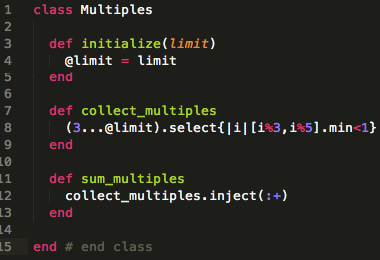 1 class Multiples
2
3 def initialize(limit)
4 @limit = limit
5 end
6
7 def collect_multiples
8 (3...@limit).select{|i|[i%3,i%5].min<1}
9 end
10
11 def sum_multiples
12 collect_multiples.inject(:+)
13 end
14
15 end # end class